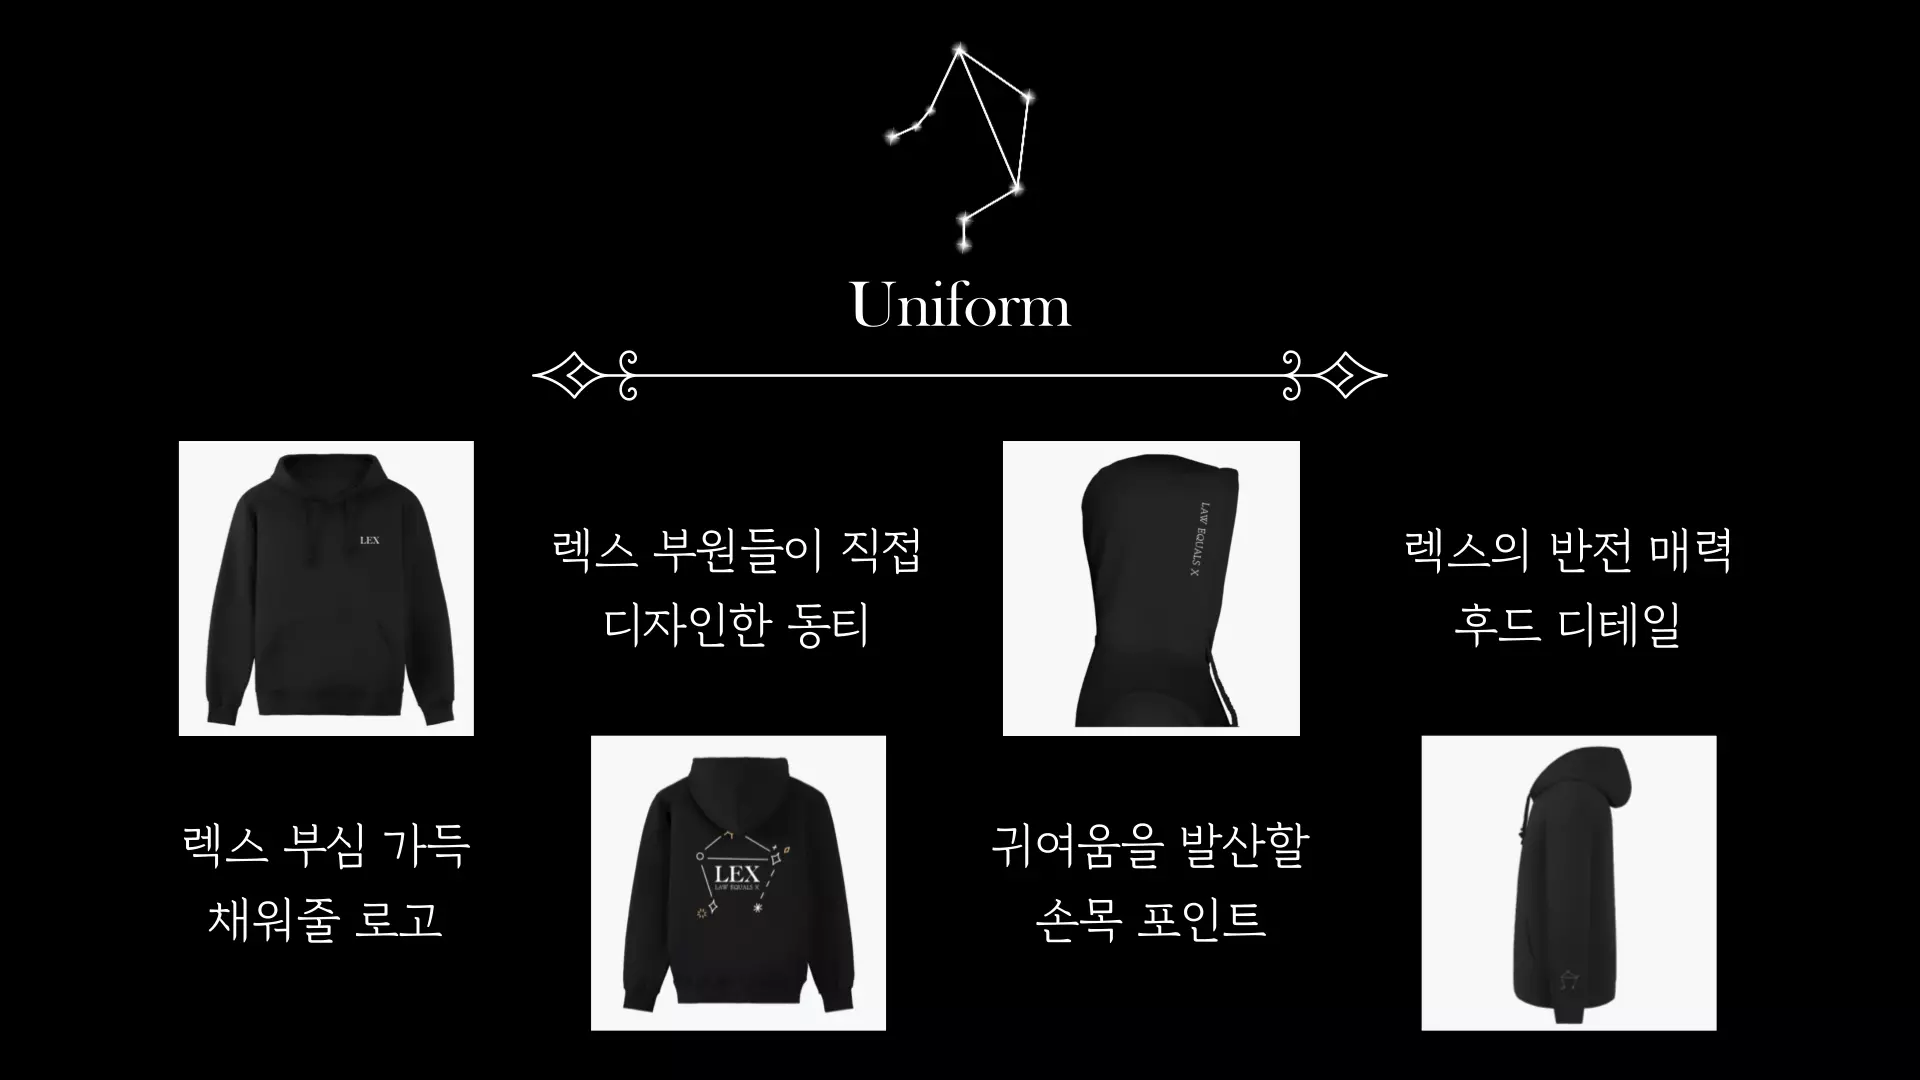 Uniform
LEX
렉스 부원들이 직접
디자인한 동티
LAW EQUALS X
렉스의 반전 매력
후드 디테일
렉스 부심 가득
채워줄 로고
LEX
LAW EQUALS X
귀여움을 발산할
손목 포인트